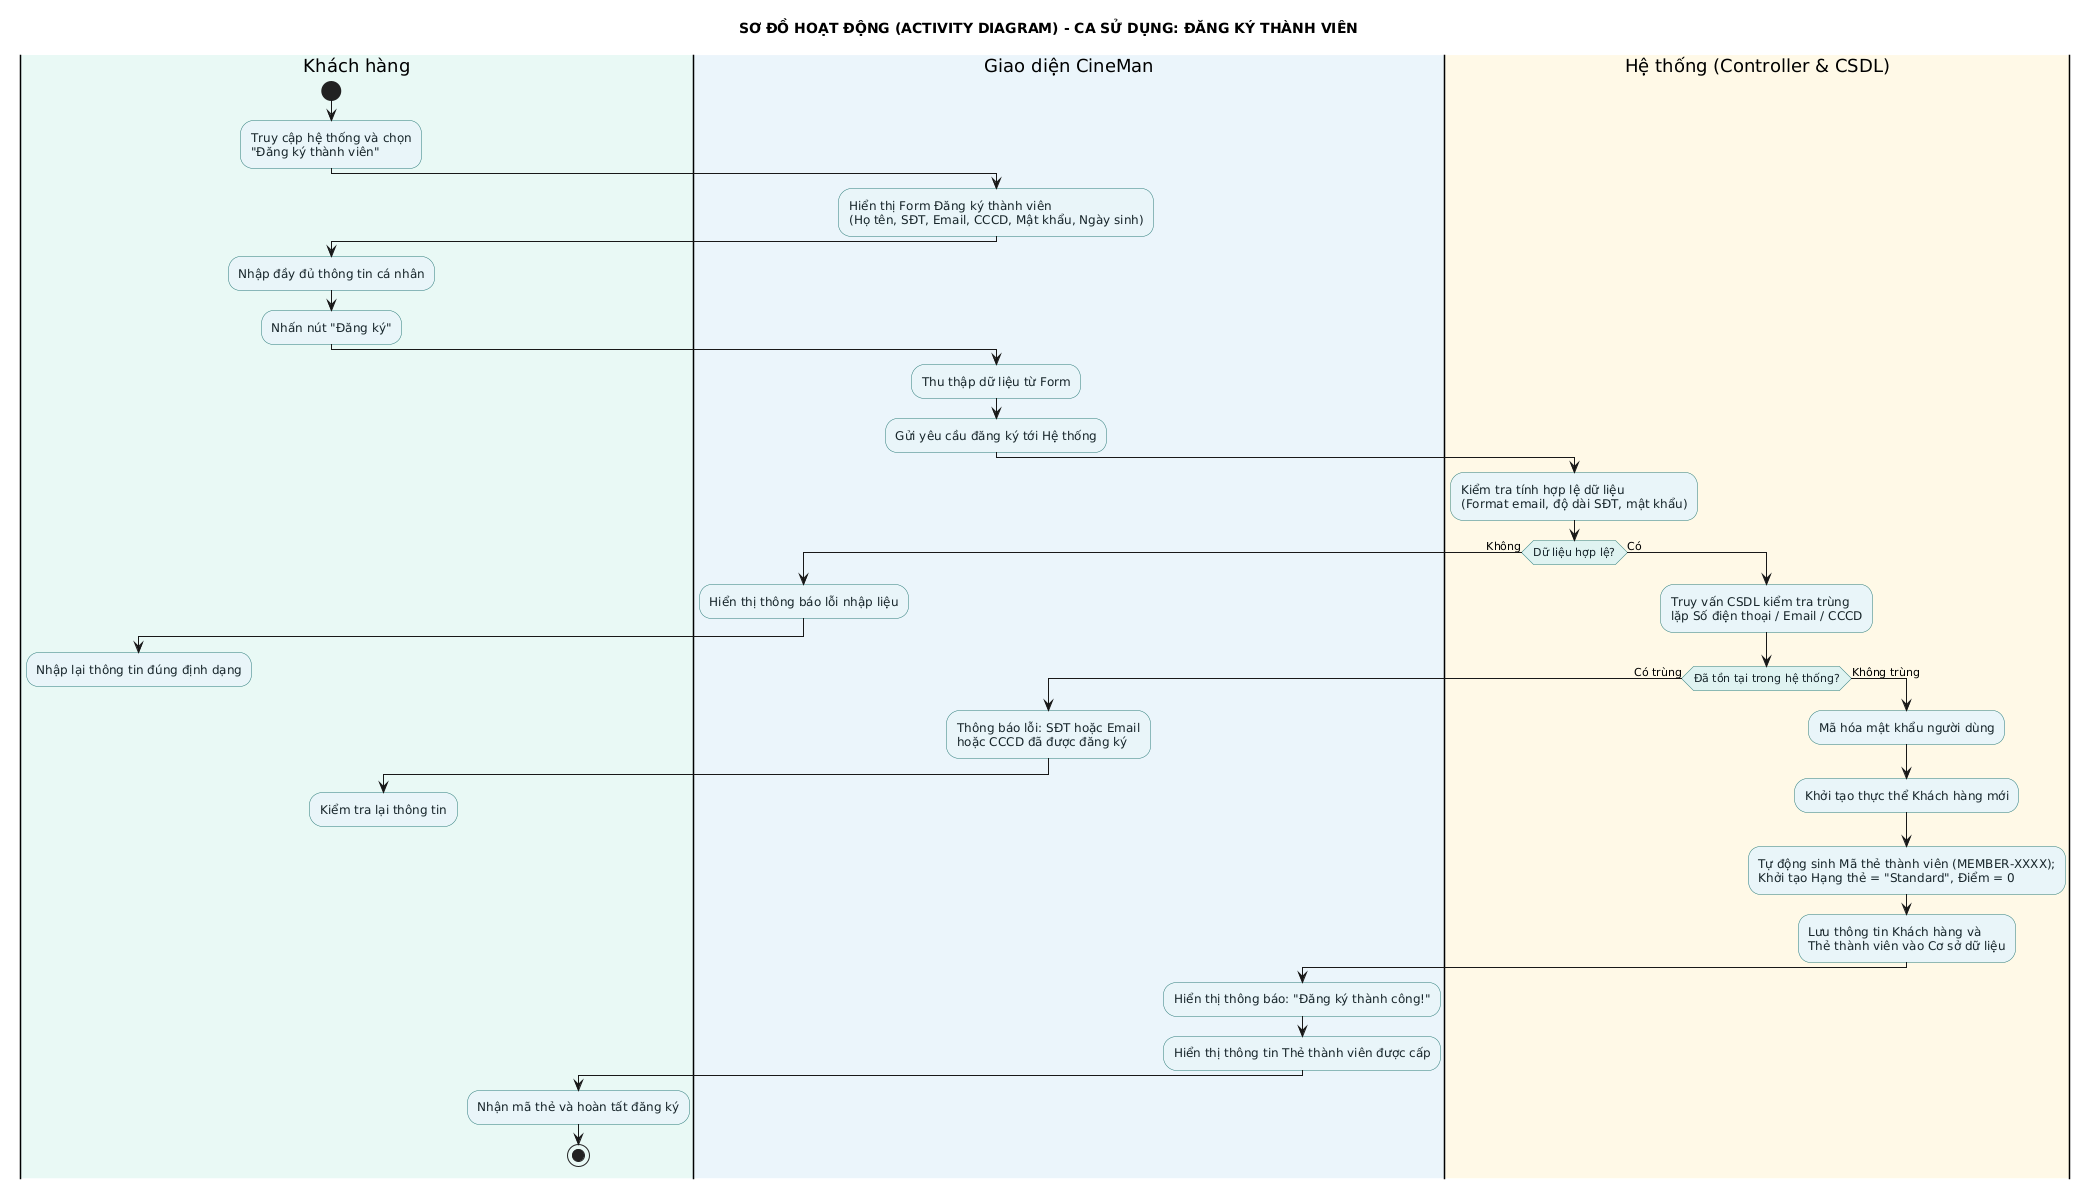 SƠ ĐỒ HOẠT ĐỘNG (ACTIVITY DIAGRAM) - CA SỬ DỤNG: ĐĂNG KÝ THÀNH VIÊN
Khách hàng
Giao diện CineMan
Hệ thống (Controller & CSDL)
Truy cập hệ thống và chọn
"Đăng ký thành viên"
Hiển thị Form Đăng ký thành viên
(Họ tên, SĐT, Email, CCCD, Mật khẩu, Ngày sinh)
Nhập đầy đủ thông tin cá nhân
Nhấn nút "Đăng ký"
Thu thập dữ liệu từ Form
Gửi yêu cầu đăng ký tới Hệ thống
Kiểm tra tính hợp lệ dữ liệu
(Format email, độ dài SĐT, mật khẩu)
Không
Dữ liệu hợp lệ?
Có
Hiển thị thông báo lỗi nhập liệu
Truy vấn CSDL kiểm tra trùng
lặp Số điện thoại / Email / CCCD
Nhập lại thông tin đúng định dạng
Có trùng
Đã tồn tại trong hệ thống?
Không trùng
Thông báo lỗi: SĐT hoặc Email
hoặc CCCD đã được đăng ký
Mã hóa mật khẩu người dùng
Kiểm tra lại thông tin
Khởi tạo thực thể Khách hàng mới
Tự động sinh Mã thẻ thành viên (MEMBER-XXXX);
Khởi tạo Hạng thẻ = "Standard", Điểm = 0
Lưu thông tin Khách hàng và
Thẻ thành viên vào Cơ sở dữ liệu
Hiển thị thông báo: "Đăng ký thành công!"
Hiển thị thông tin Thẻ thành viên được cấp
Nhận mã thẻ và hoàn tất đăng ký